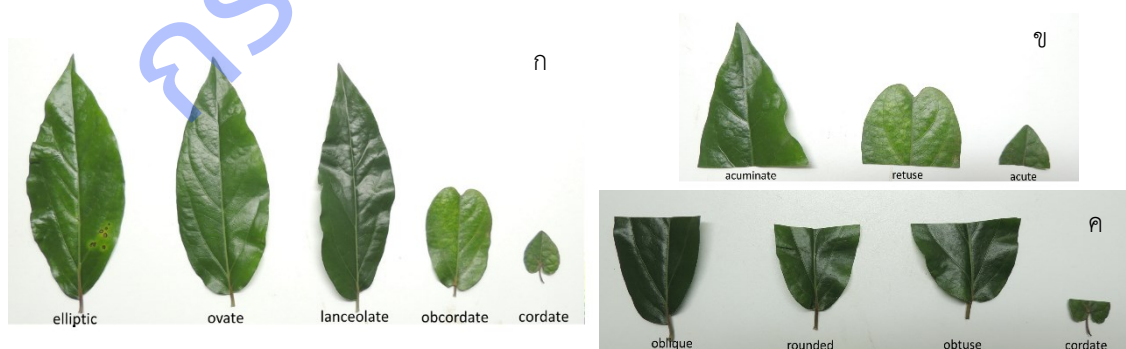 ก
elliptic ovate lanceolate obcordate cordate
ข
acuminate retuse acute
ค
oblique rounded obtuse cordate